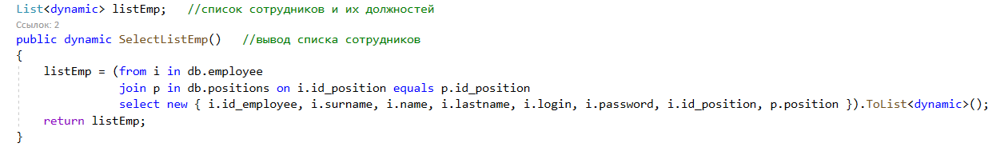 List<dynamic> listEmp;   //список сотрудников и их должностей
Ссылок: 2
public dynamic SelectListEmp()   //вывод списка сотрудников
{
    listEmp = (from i in db.employee
               join p in db.positions on i.id_position equals p.id_position
               select new { i.id_employee, i.surname, i.name, i.lastname, i.login, i.password, i.id_position, p.position }).ToList<dynamic>();
    return listEmp;
}